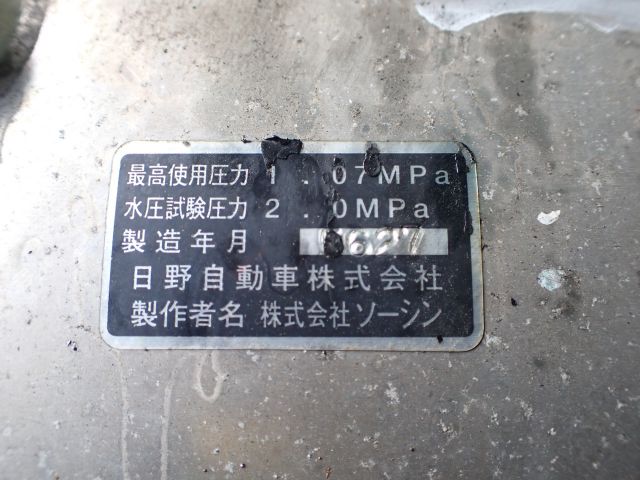 最高使用圧力 1.07MPa
水圧試験圧力 2.0MPa
製造年月
日野自動車株式会社
製作者名 株式会社ソーシン